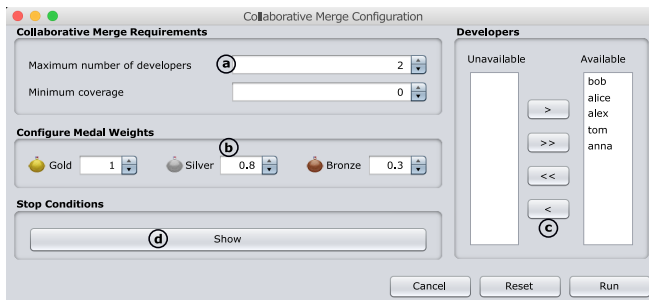 Collaborative Merge Configuration
Collaborative Merge Requirements
Maximum number of developers a 2
Minimum coverage 0
Configure Medal Weights
b
Gold 1 Silver 0.8 Bronze 0.3
Stop Conditions
d Show
Developers
Unavailable Available
bob
alice
alex
tom
anna
>
>>
<<
<
c
Cancel Reset Run